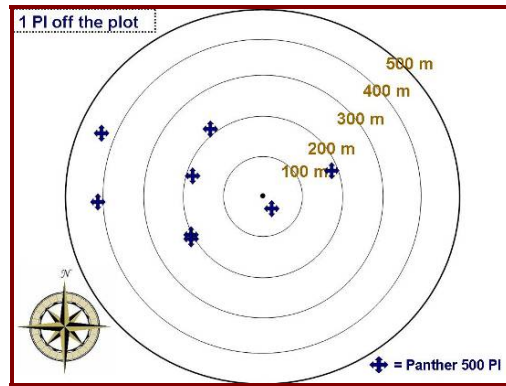 1 PI off the plot
500 m
400 m
300 m
200 m
100 m
N
= Panther 500 PI